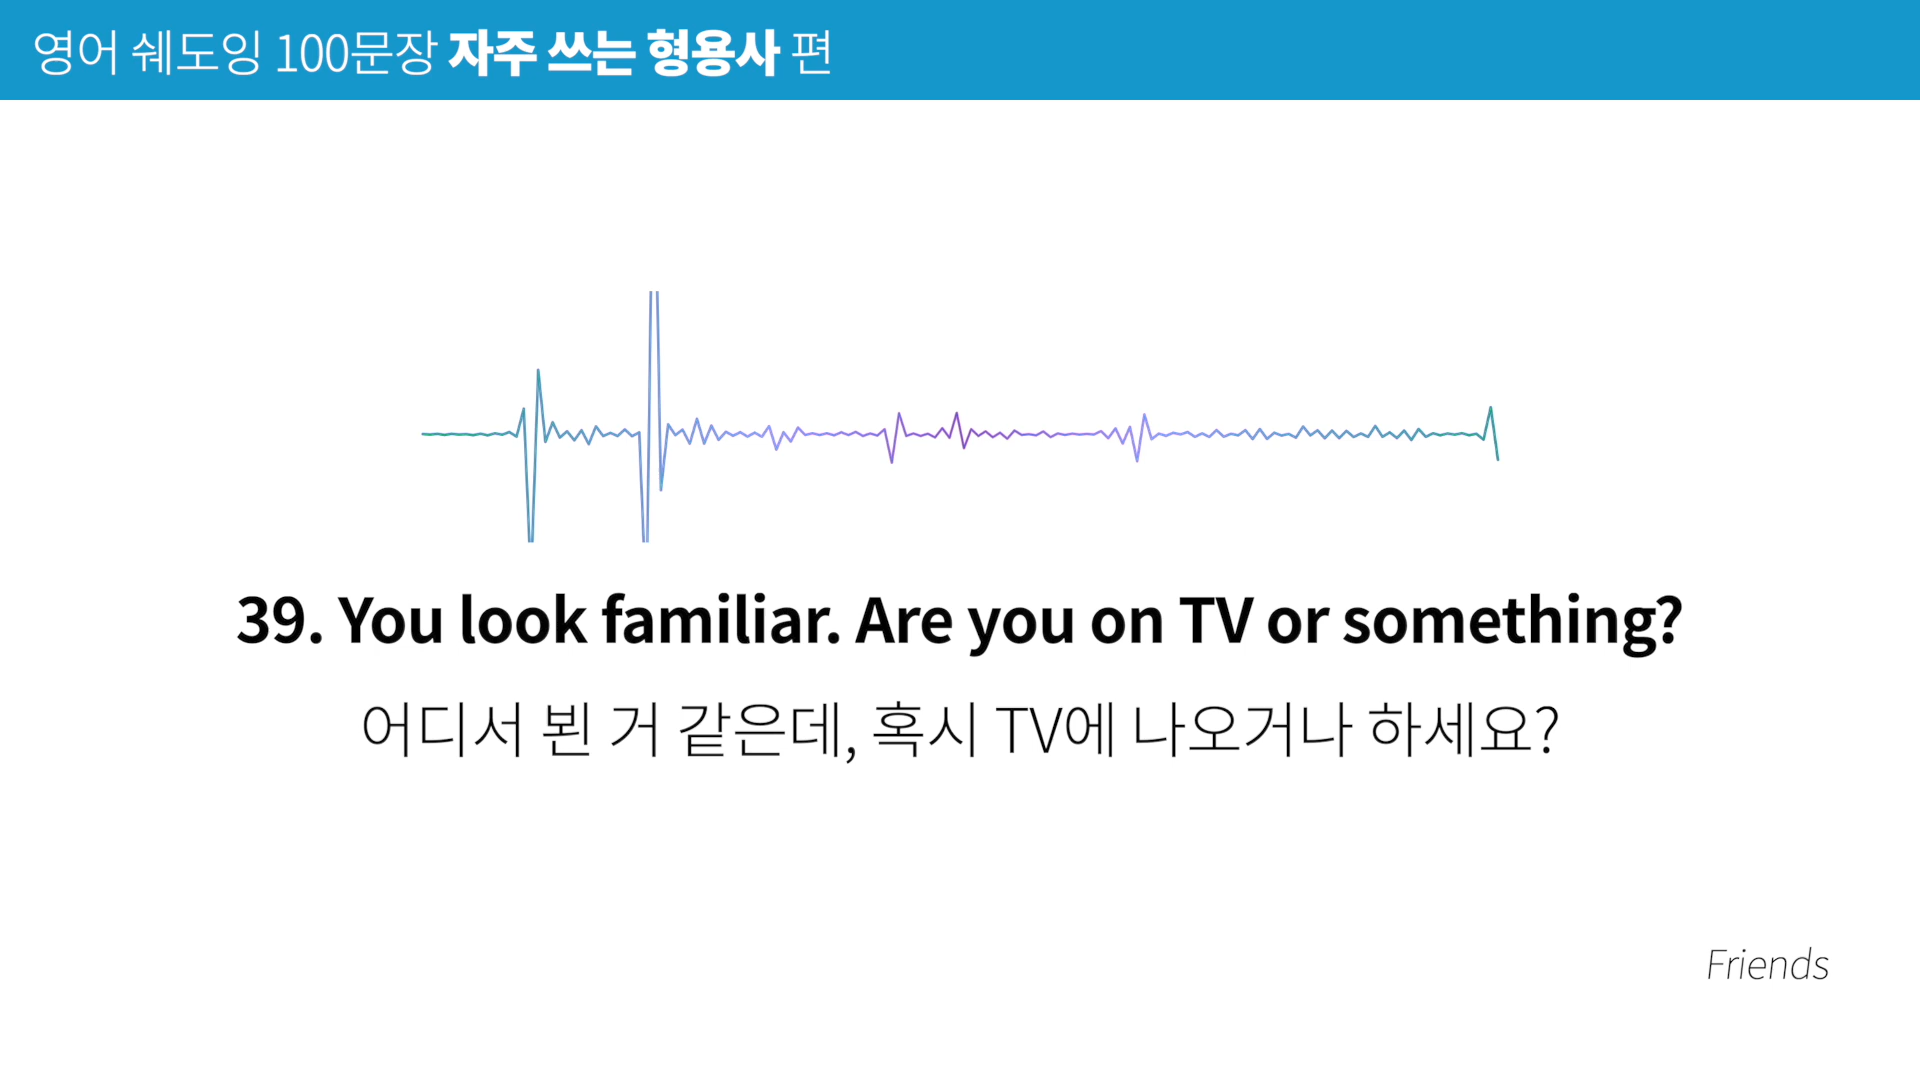 영어 쉐도잉 100문장 자주 쓰는 형용사 편
39. You look familiar. Are you on TV or something?
어디서 뵌 거 같은데, 혹시 TV에 나오거나 하세요?
Friends